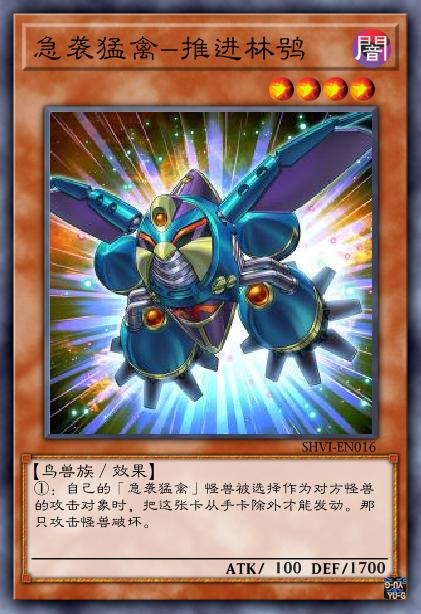 急袭猛禽-推进林鸮
闇
SHVI-EN016
【鸟兽族／效果】
①：自己的「急袭猛禽」怪兽被选择作为对方怪兽
的攻击对象时，把这张卡从手卡除外才能发动。那
只攻击怪兽破坏。
ATK/ 100 DEF/1700